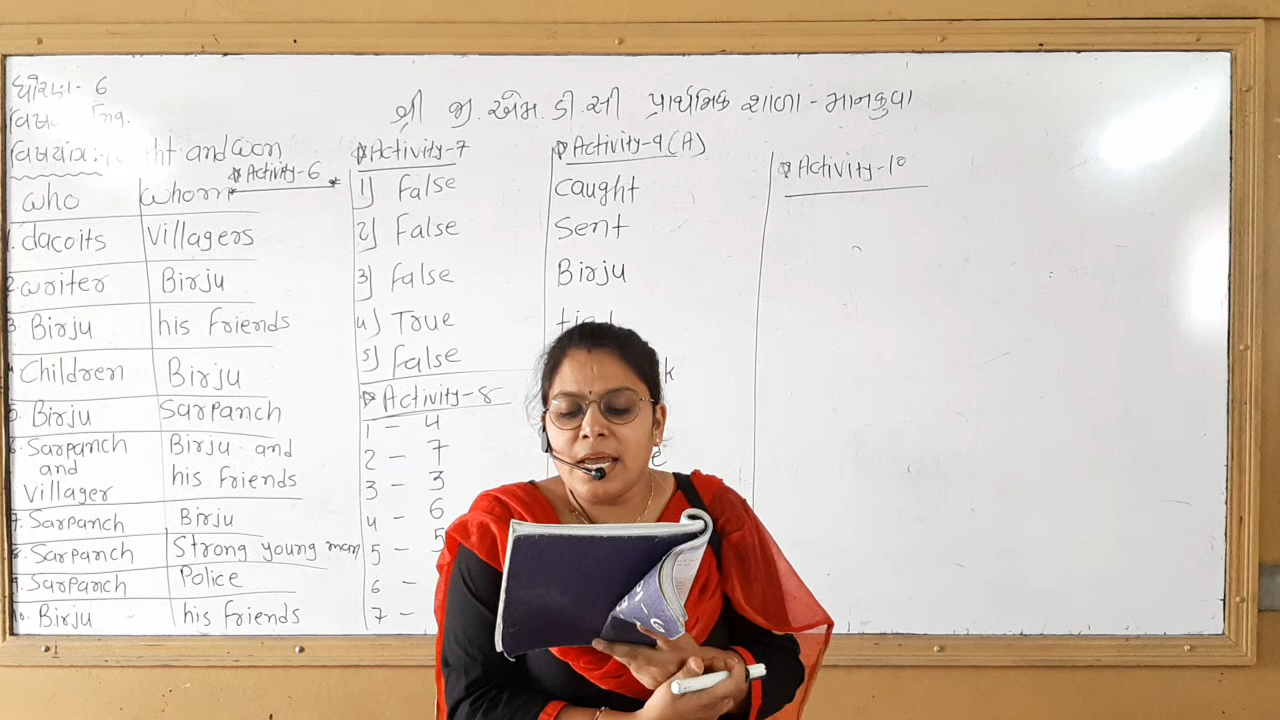 ધોરણ - 6
શ્રી જી.એમ.ડી.સી પ્રાથમિક શાળા - માનકુવા
Eng.
ht and won
* Activity-6 *
who whom
1. dacoits Villagers
2. writer Birju
3. Birju his friends
4. Children Birju
5. Birju Sarpanch
6. Sarpanch and villager Birju and his friends
7. Sarpanch Birju
8. Sarpanch Strong young man
9. Sarpanch Police
10. Birju his friends
Activity-7
1) False
2) False
3) False
4) True
5) False
Activity-8
1 - 4
2 - 7
3 - 3
4 - 6
5 - 5
6 -
7 -
Activity-9(A)
Caught
Sent
Birju
tied
k
e
Activity-10